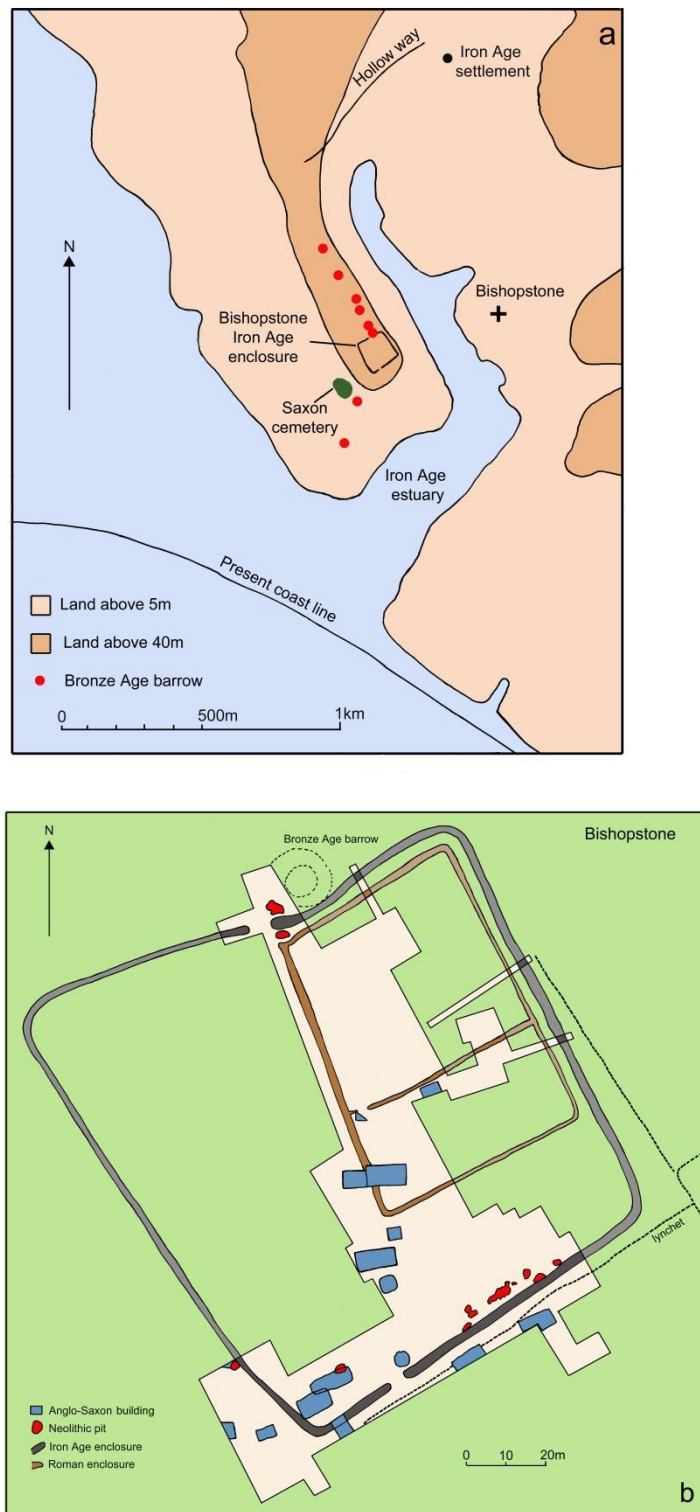 a
Hollow way
Iron Age
settlement
N
Bishopstone
Bishopstone
Iron Age
enclosure
Saxon
cemetery
Iron Age
estuary
Present coast line
Land above 5m
Land above 40m
Bronze Age barrow
0 500m 1km
N
Bronze Age barrow
Bishopstone
lynchet
Anglo-Saxon building
Neolithic pit
Iron Age enclosure
Roman enclosure
0 10 20m
b